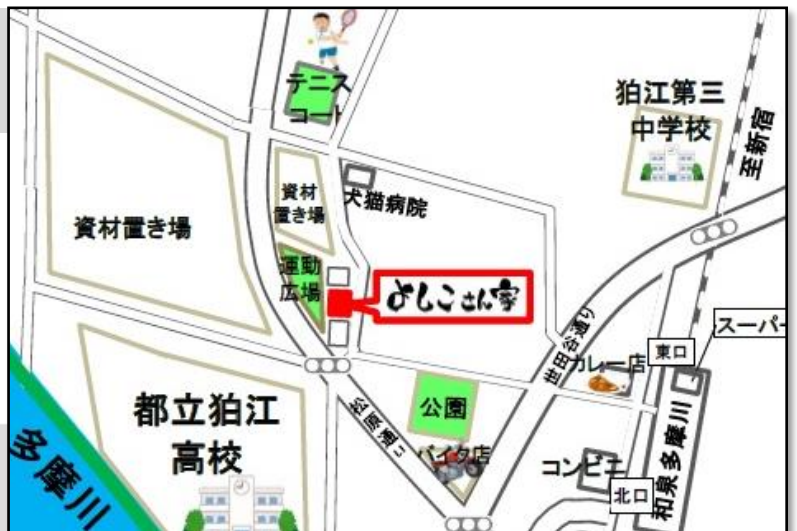 テニス
コート
狛江第三
中学校
至新宿
資材
置き場
犬猫病院
資材置き場
運動
広場
よしこさん家
世田谷通り
スーパー
東口
カレー店
都立狛江
高校
松原通い
公園
バイク店
コンビニ
北口
和泉多摩川
多摩川